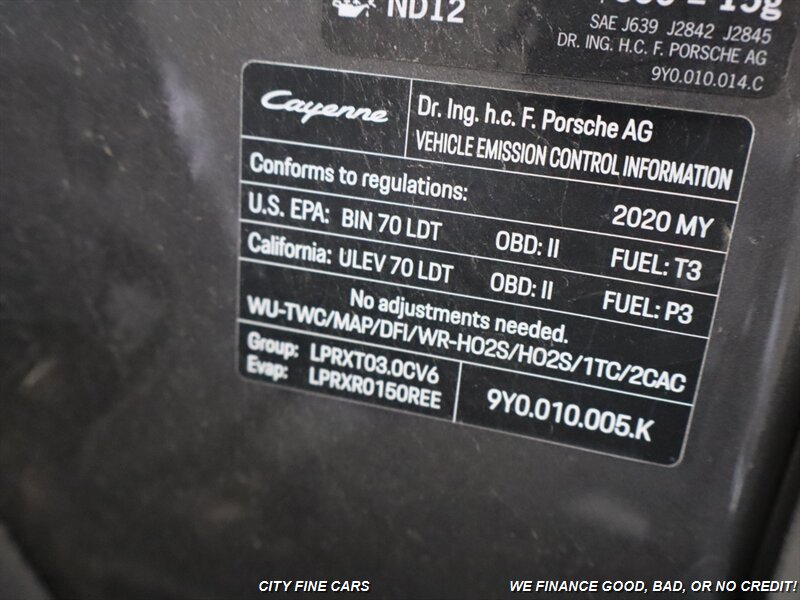 ND12
SAE J639 J2842 J2845
DR. ING. H.C. F. PORSCHE AG
9Y0.010.014.C
Cayenne
Dr. Ing. h.c. F. Porsche AG
VEHICLE EMISSION CONTROL INFORMATION
Conforms to regulations: 2020 MY
U.S. EPA: BIN 70 LDT OBD: II FUEL: T3
California: ULEV 70 LDT OBD: II FUEL: P3
No adjustments needed.
WU-TWC/MAP/DFI/WR-HO2S/HO2S/1TC/2CAC
Group: LPRXT03.0CV6
Evap: LPRXR0150REE
9Y0.010.005.K
CITY FINE CARS WE FINANCE GOOD, BAD, OR NO CREDIT!